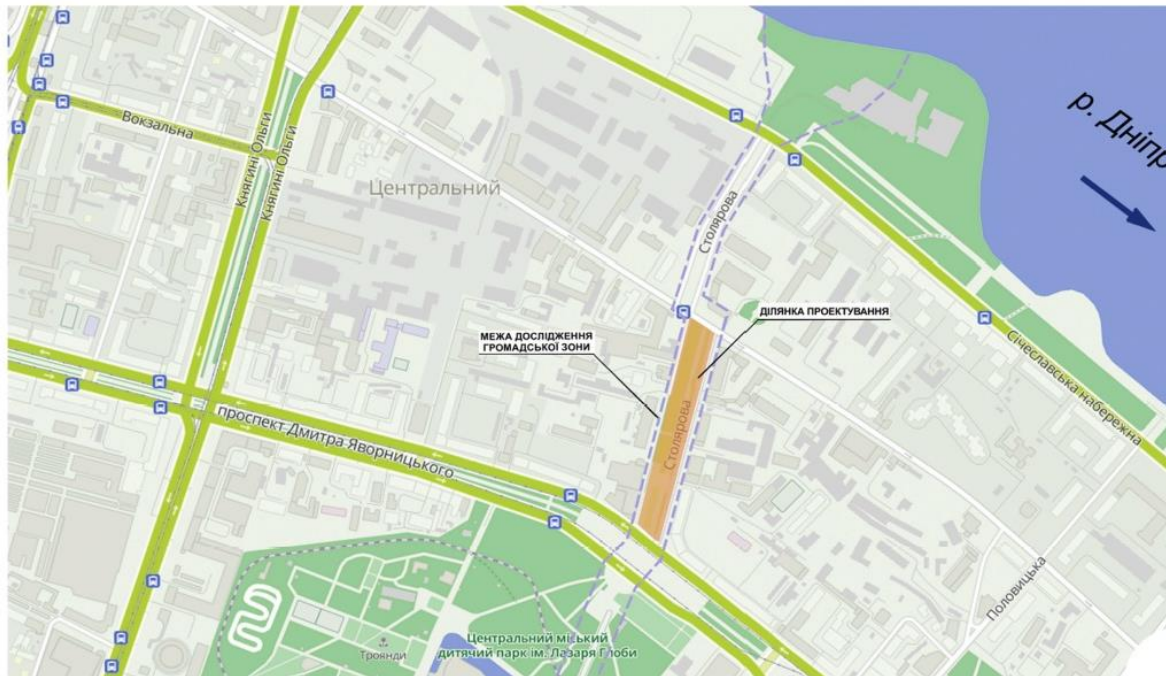 р. Дніпр
Вокзальна
Княгині Ольги
Княгині Ольги
Центральний
Столярова
ДІЛЯНКА ПРОЕКТУВАННЯ
МЕЖА ДОСЛІДЖЕННЯ
ГРОМАДСЬКОЇ ЗОНИ
Січеславська набережна
Столярова
проспект Дмитра Яворницького
Половицька
Центральний міський
дитячий парк ім. Лазаря Глоби
Троянди